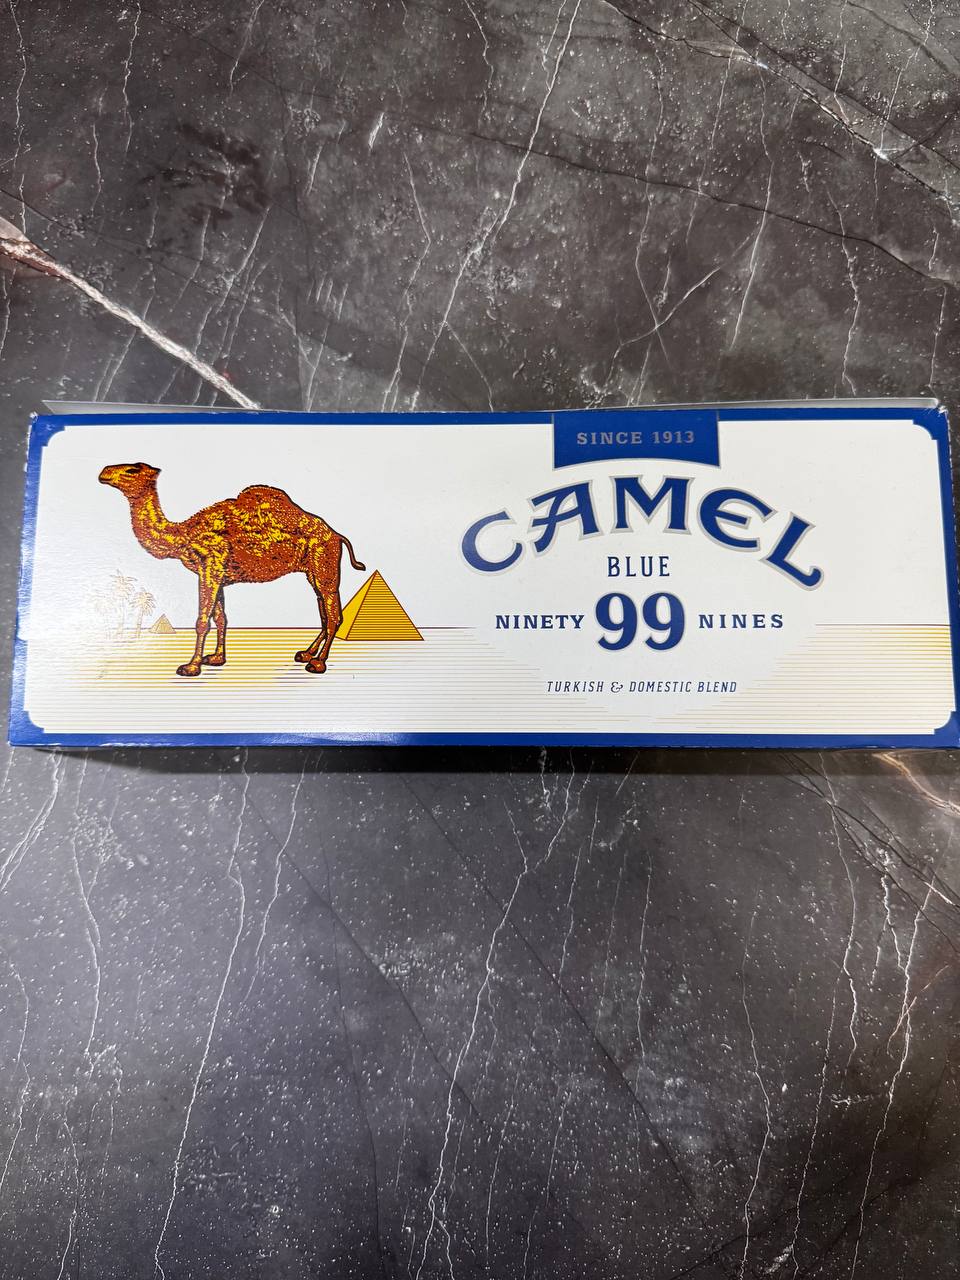 SINCE 1913
CAMEL
BLUE
NINETY 99 NINES
TURKISH & DOMESTIC BLEND